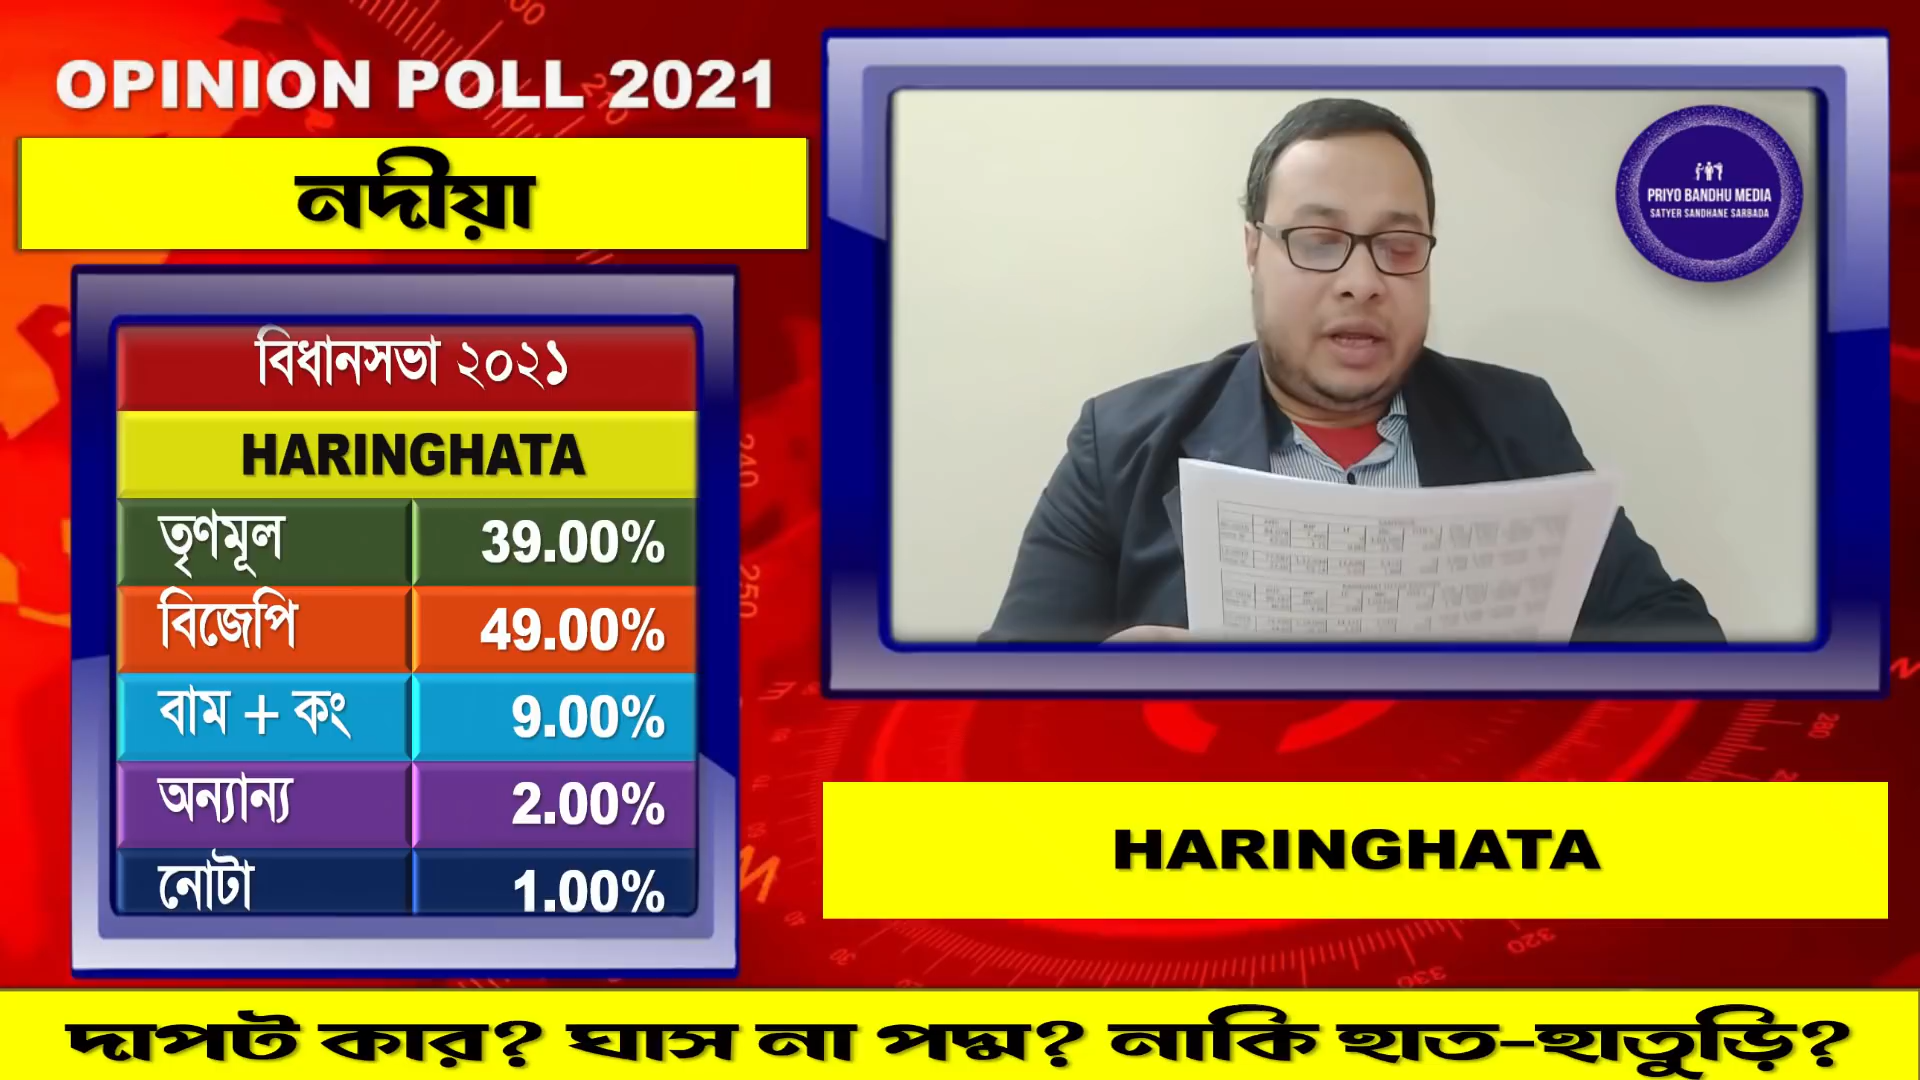 OPINION POLL 2021
নদীয়া
বিধানসভা ২০২১
HARINGHATA
তৃণমূল 39.00%
বিজেপি 49.00%
বাম + কং 9.00%
অন্যান্য 2.00%
নোটা 1.00%
PRIYO BANDHU MEDIA
SATYER SANDHANE SARBADA
HARINGHATA
দাপট কার? ঘাস না পদ্ম? নাকি হাত-হাতুড়ি?